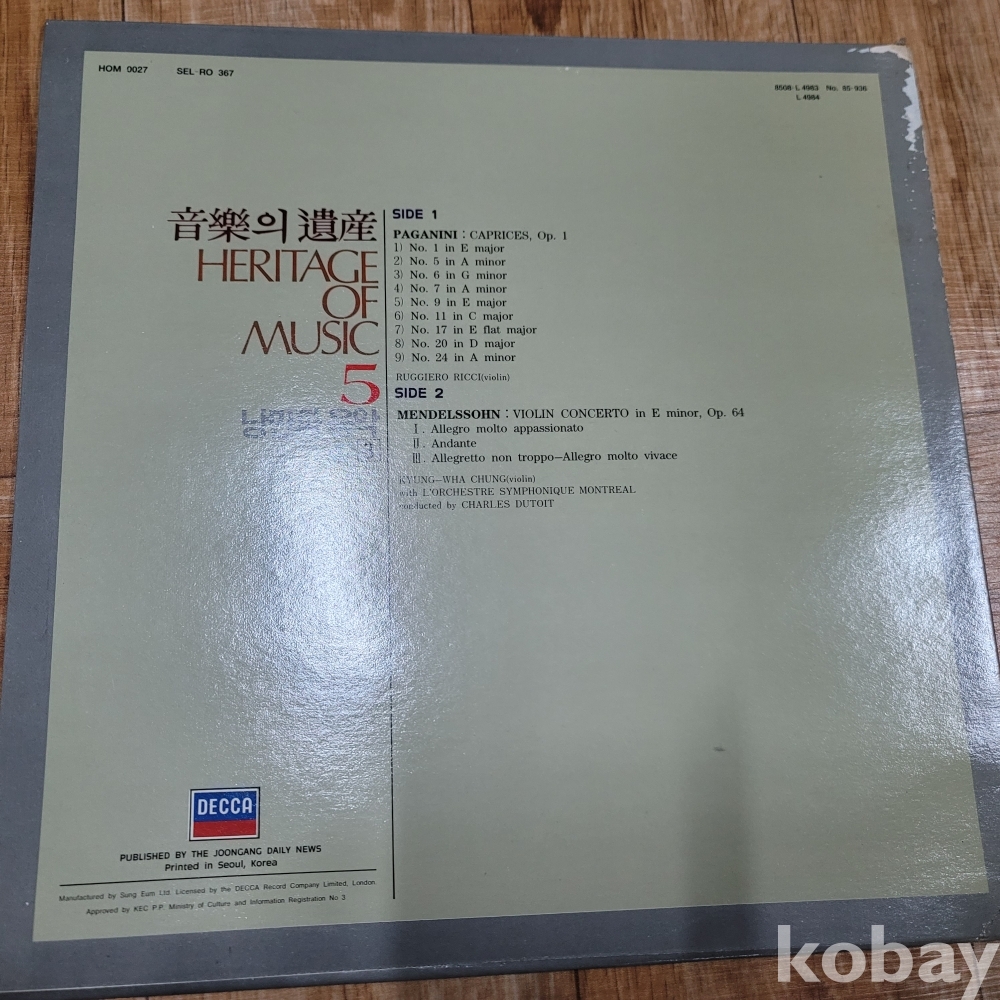 HOM 0027 SEL-RO 367
8508-L 4983 No. 85-936
L 4984
音樂의 遺産
HERITAGE
OF
MUSIC
5
SIDE 1
PAGANINI : CAPRICES, Op. 1
1) No. 1 in E major
2) No. 5 in A minor
3) No. 6 in G minor
4) No. 7 in A minor
5) No. 9 in E major
6) No. 11 in C major
7) No. 17 in E flat major
8) No. 20 in D major
9) No. 24 in A minor
RUGGIERO RICCI(violin)
SIDE 2
MENDELSSOHN : VIOLIN CONCERTO in E minor, Op. 64
Ⅰ. Allegro molto appassionato
Ⅱ. Andante
Ⅲ. Allegretto non troppo—Allegro molto vivace
KYUNG—WHA CHUNG(violin)
with L'ORCHESTRE SYMPHONIQUE MONTREAL
conducted by CHARLES DUTOIT
DECCA
PUBLISHED BY THE JOONGANG DAILY NEWS
Printed in Seoul, Korea
Manufactured by Sung Eum Ltd. Licensed by the DECCA Record Company Limited, London.
Approved by KEC P.P. Ministry of Culture and Information Registration No 3
kobay